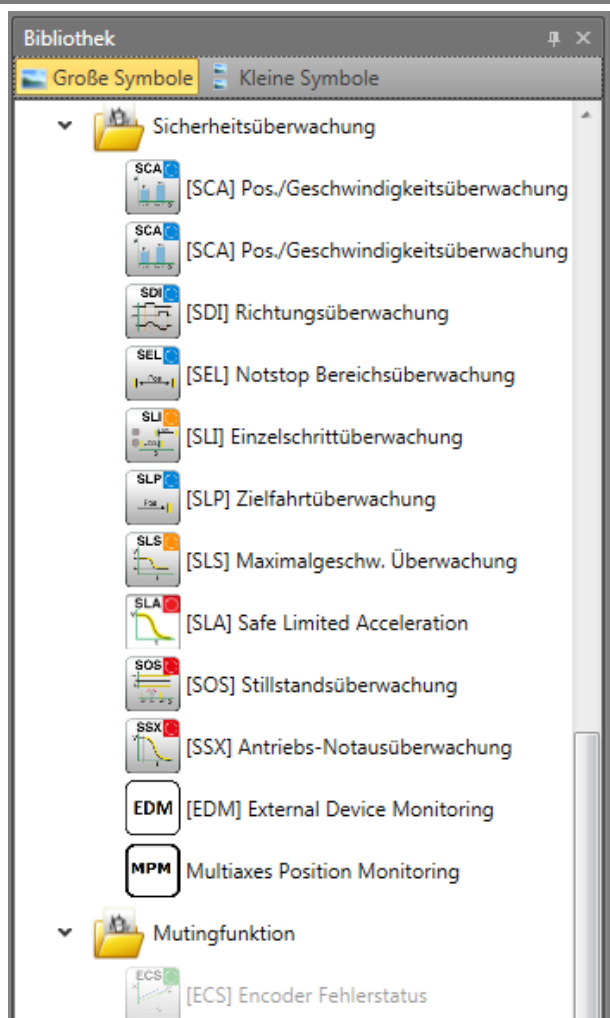 Bibliothek
Große Symbole Kleine Symbole
Sicherheitsüberwachung
SCA
[SCA] Pos./Geschwindigkeitsüberwachung
SCA
[SCA] Pos./Geschwindigkeitsüberwachung
SDI
[SDI] Richtungsüberwachung
SEL
[SEL] Notstop Bereichsüberwachung
SLI
[SLI] Einzelschrittüberwachung
SLP
[SLP] Zielfahrtüberwachung
SLS
[SLS] Maximalgeschw. Überwachung
SLA
[SLA] Safe Limited Acceleration
SOS
[SOS] Stillstandsüberwachung
SSX
[SSX] Antriebs-Notausüberwachung
EDM [EDM] External Device Monitoring
MPM Multiaxes Position Monitoring
Mutingfunktion
ECS
[ECS] Encoder Fehlerstatus